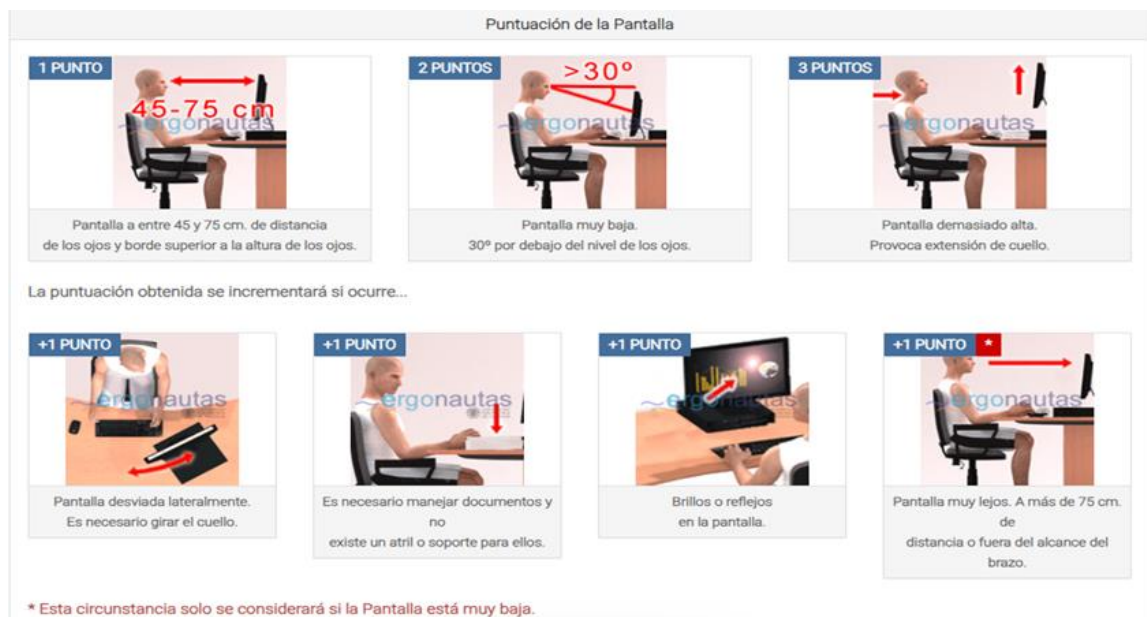 Puntuación de la Pantalla
1 PUNTO
45-75 cm
ergonautas
Pantalla a entre 45 y 75 cm. de distancia
de los ojos y borde superior a la altura de los ojos.
2 PUNTOS
>30º
ergonautas
Pantalla muy baja.
30º por debajo del nivel de los ojos.
3 PUNTOS
ergonautas
Pantalla demasiado alta.
Provoca extensión de cuello.
La puntuación obtenida se incrementará si ocurre...
+1 PUNTO
ergonautas
Pantalla desviada lateralmente.
Es necesario girar el cuello.
+1 PUNTO
ergonautas
Es necesario manejar documentos y
no
existe un atril o soporte para ellos.
+1 PUNTO
ergonautas
Brillos o reflejos
en la pantalla.
+1 PUNTO *
ergonautas
Pantalla muy lejos. A más de 75 cm.
de
distancia o fuera del alcance del
brazo.
* Esta circunstancia solo se considerará si la Pantalla está muy baja.